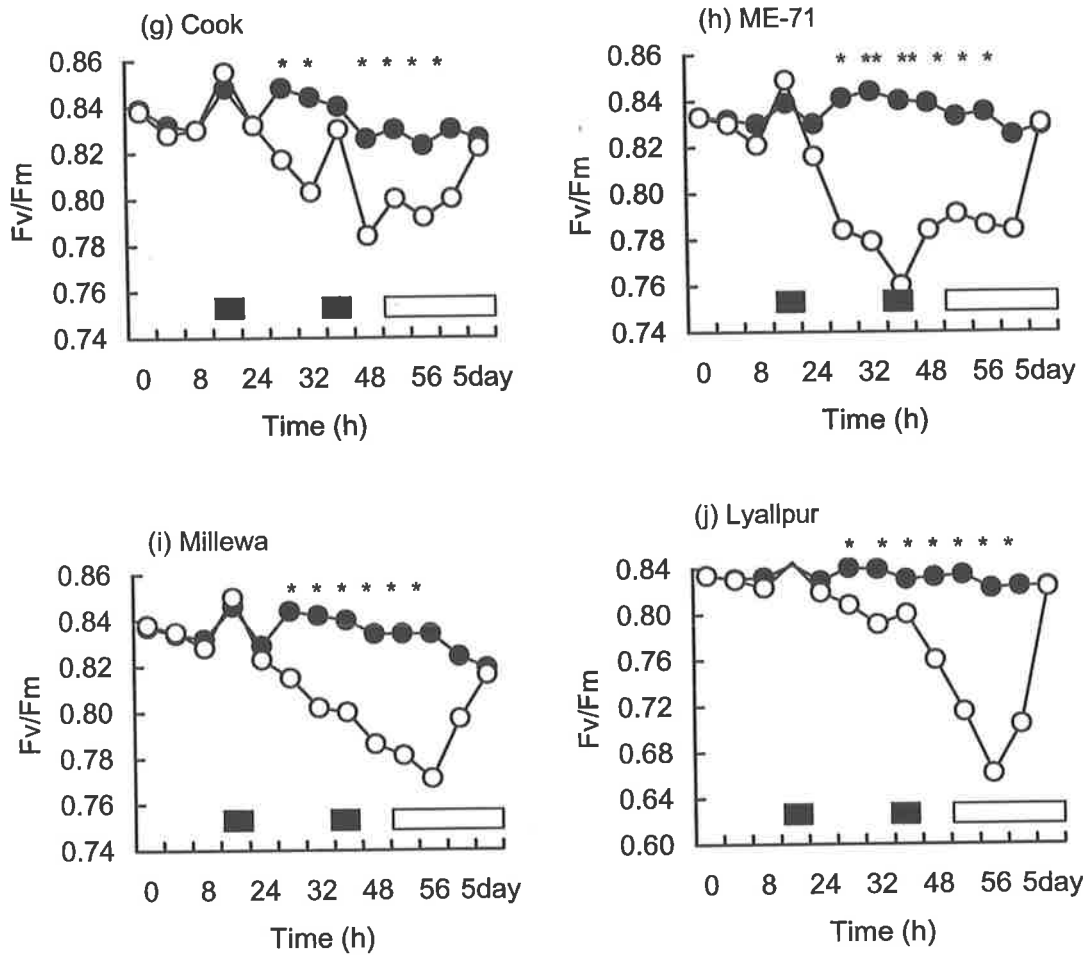 (g) Cook
* * * * * *
0.86
0.84
0.82
0.80
0.78
0.76
0.74
Fv/Fm
0 8 24 32 48 56 5day
Time (h)
(h) ME-71
* ** ** * * *
0.86
0.84
0.82
0.80
0.78
0.76
0.74
Fv/Fm
0 8 24 32 48 56 5day
Time (h)
(i) Millewa
* * * * * *
0.86
0.84
0.82
0.80
0.78
0.76
0.74
Fv/Fm
0 8 24 32 48 56 5day
Time (h)
(j) Lyallpur
* * * * * * *
0.84
0.80
0.76
0.72
0.68
0.64
0.60
Fv/Fm
0 8 24 32 48 56 5day
Time (h)